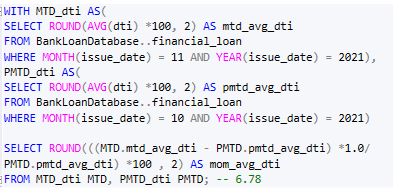 WITH MTD_dti AS(
SELECT ROUND(AVG(dti) *100, 2) AS mtd_avg_dti
FROM BankLoanDatabase..financial_loan
WHERE MONTH(issue_date) = 11 AND YEAR(issue_date) = 2021),
PMTD_dti AS(
SELECT ROUND(AVG(dti) *100, 2) AS pmtd_avg_dti
FROM BankLoanDatabase..financial_loan
WHERE MONTH(issue_date) = 10 AND YEAR(issue_date) = 2021)
SELECT ROUND(((MTD.mtd_avg_dti - PMTD.pmtd_avg_dti) *1.0/
PMTD.pmtd_avg_dti) *100 , 2) AS mom_avg_dti
FROM MTD_dti MTD, PMTD_dti PMTD; -- 6.78